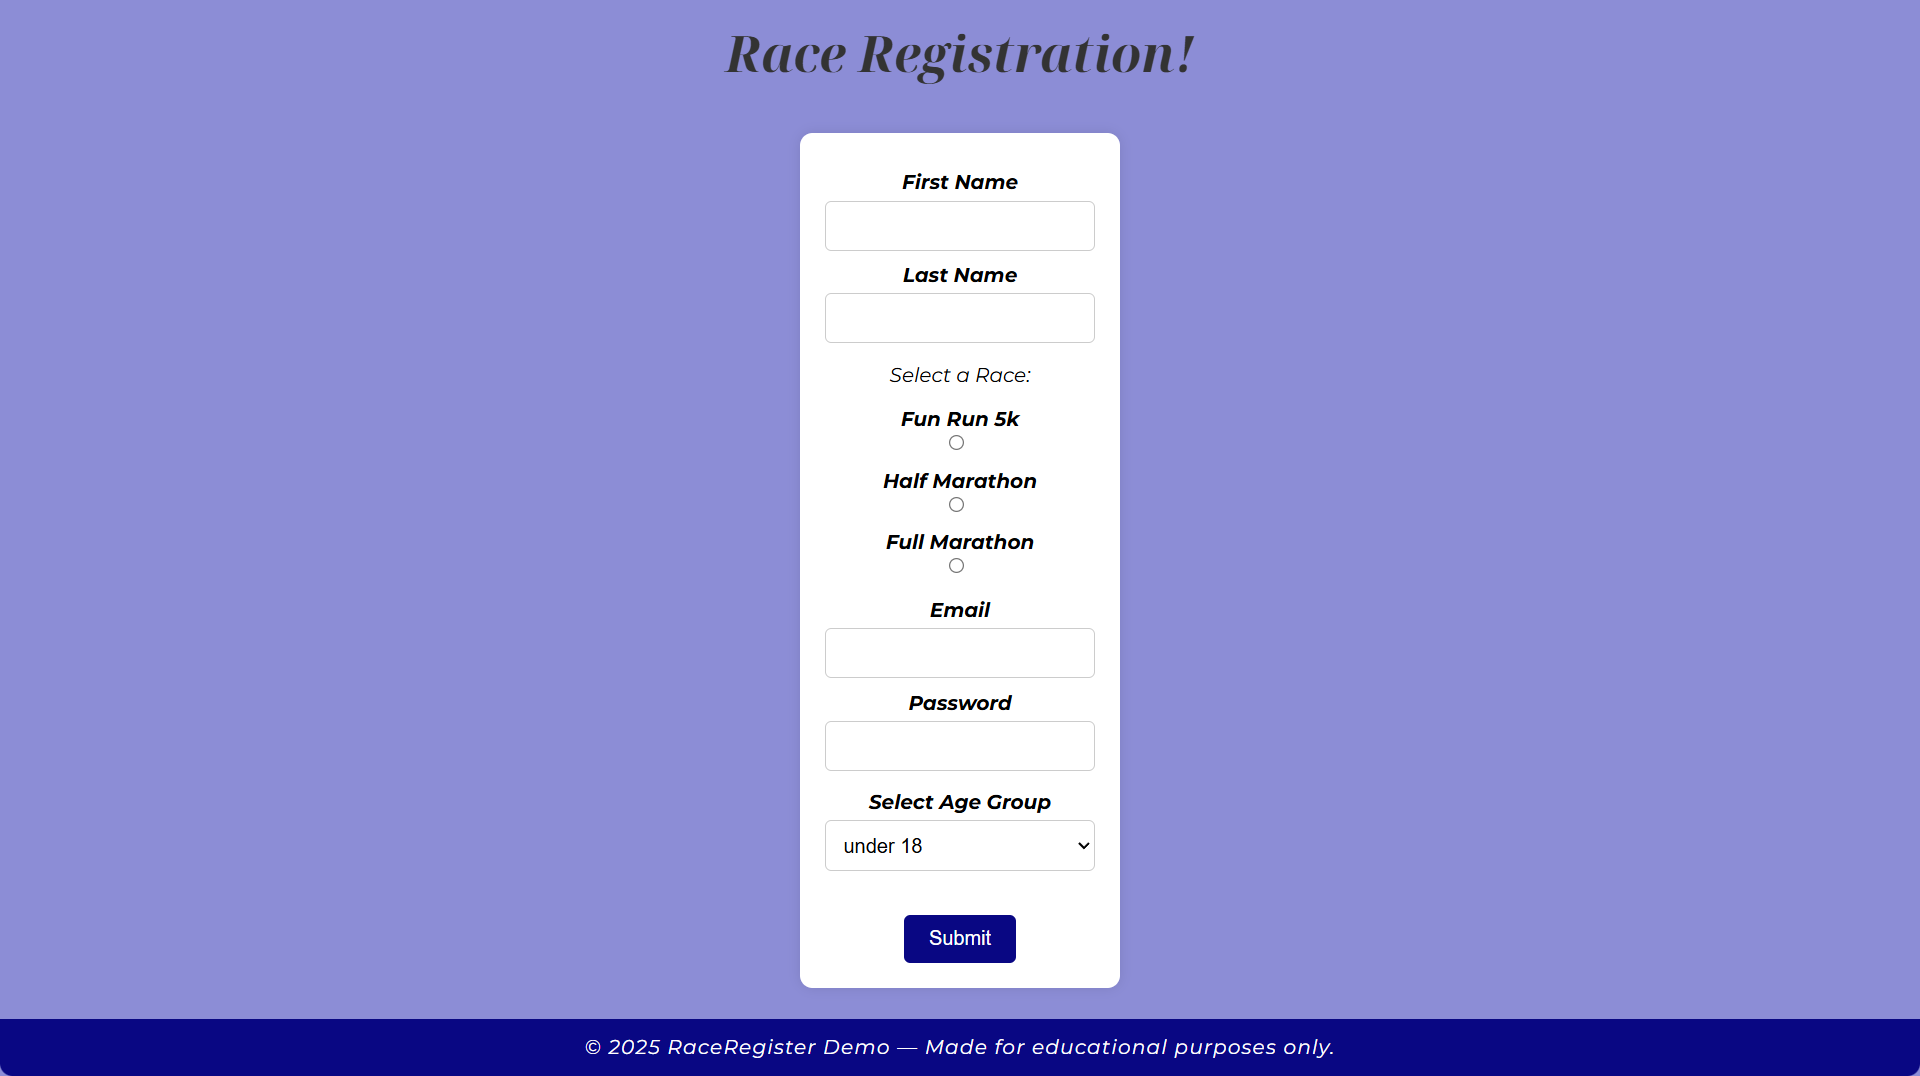 Race Registration!
First Name
Last Name
Select a Race:
Fun Run 5k
Half Marathon
Full Marathon
Email
Password
Select Age Group
under 18
Submit
© 2025 RaceRegister Demo — Made for educational purposes only.